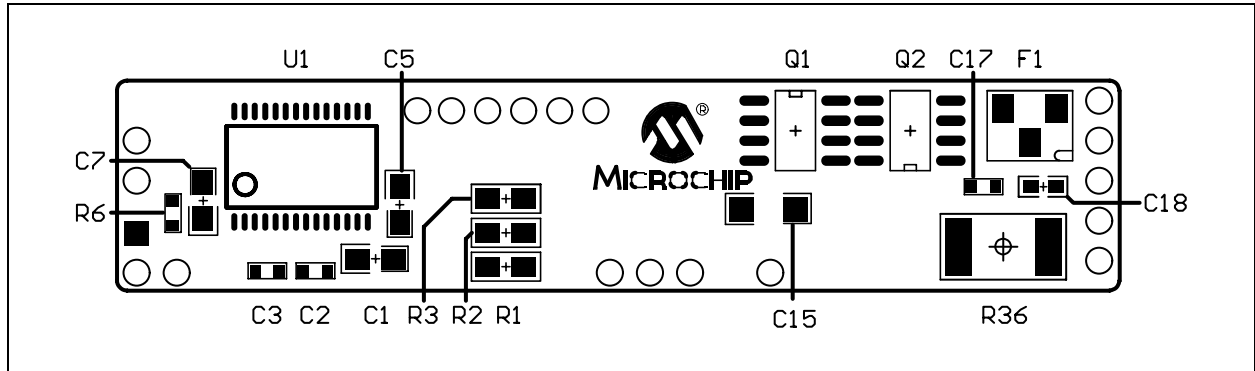 U1 C5 Q1 Q2 C17 F1
®
C7
MICROCHIP
R6
C18
C3 C2 C1 R3 R2 R1 C15 R36